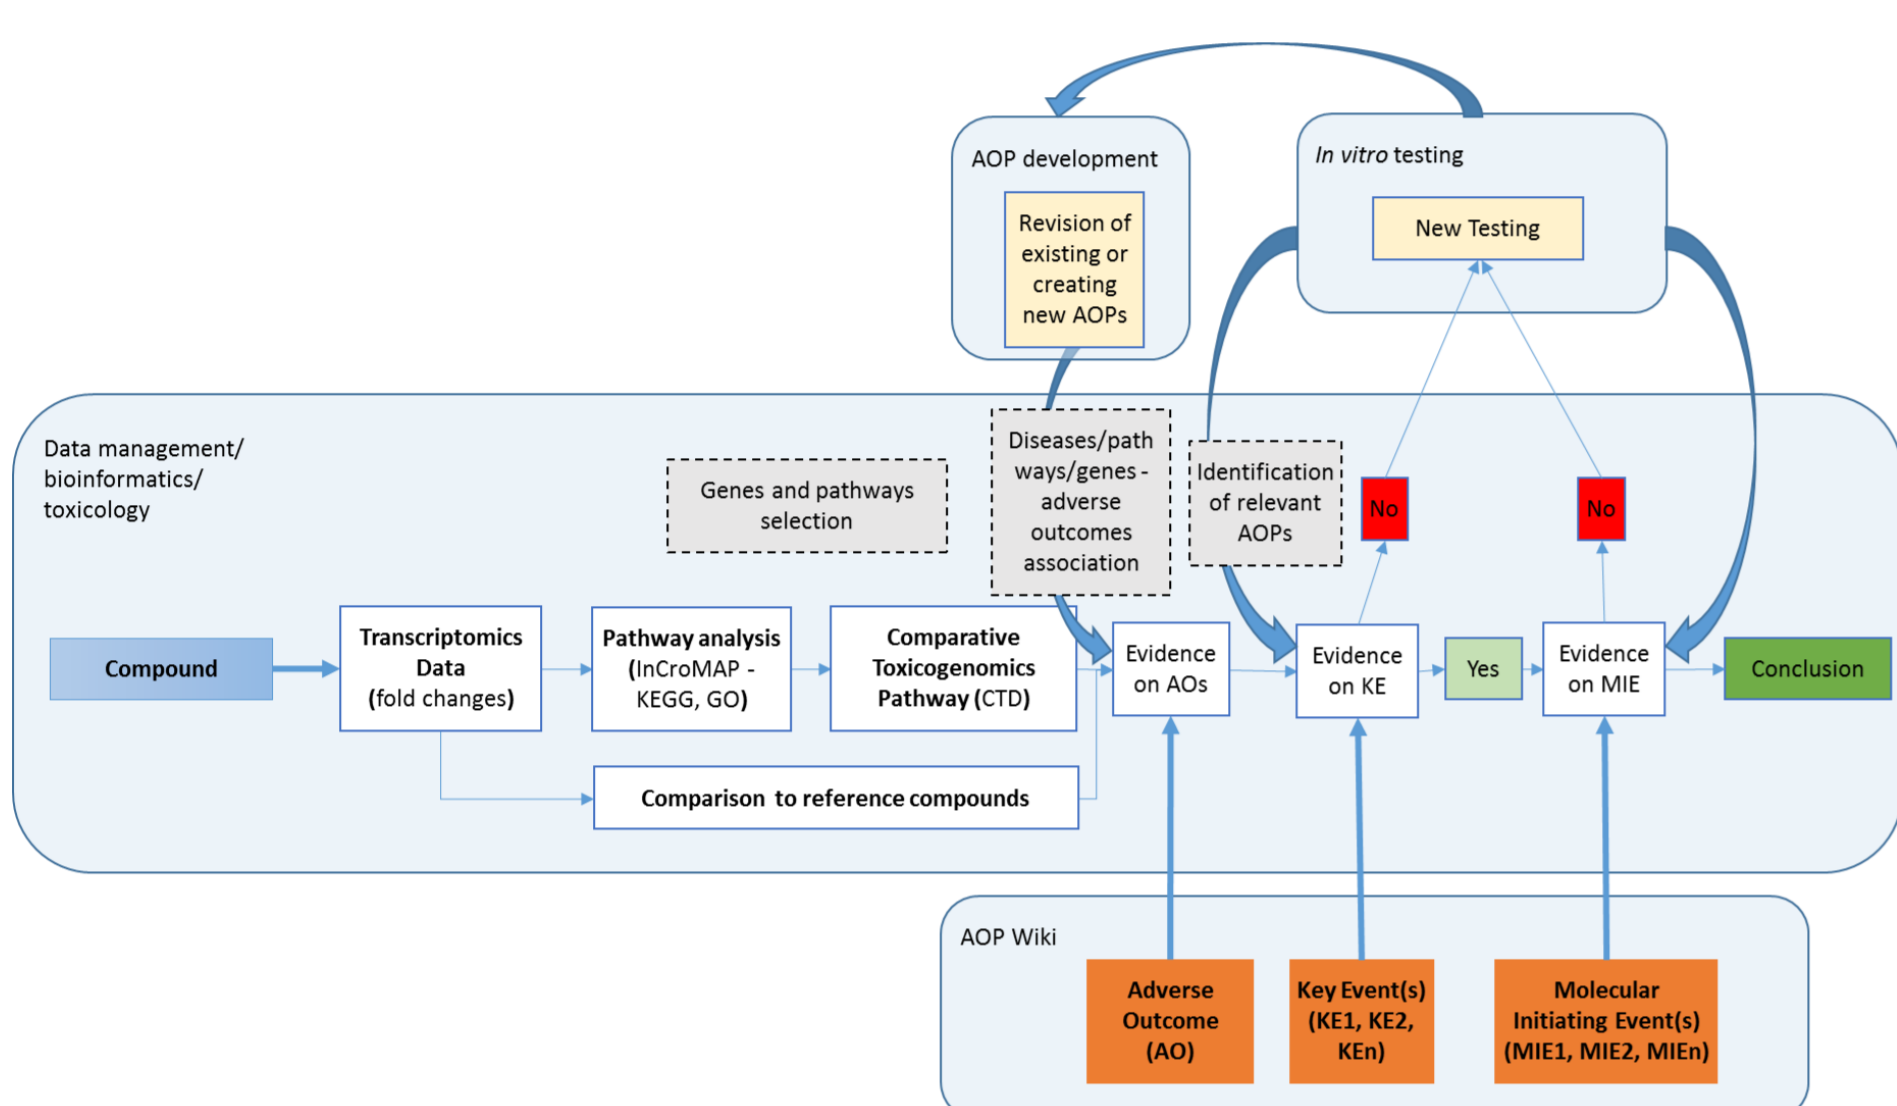 AOP development
Revision of
existing or
creating
new AOPs
In vitro testing
New Testing
Data management/
bioinformatics/
toxicology
Genes and pathways
selection
Diseases/path
ways/genes -
adverse
outcomes
association
Identification
of relevant
AOPs
No
No
Compound
Transcriptomics
Data
(fold changes)
Pathway analysis
(InCroMAP -
KEGG, GO)
Comparative
Toxicogenomics
Pathway (CTD)
Evidence
on AOs
Evidence
on KE
Yes
Evidence
on MIE
Conclusion
Comparison to reference compounds
AOP Wiki
Adverse
Outcome
(AO)
Key Event(s)
(KE1, KE2,
KEn)
Molecular
Initiating Event(s)
(MIE1, MIE2, MIEn)